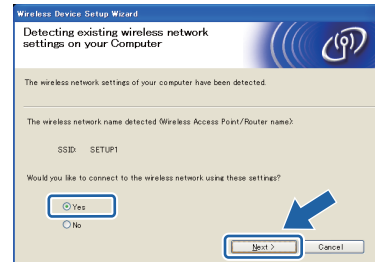 Wireless Device Setup Wizard
Detecting existing wireless network
settings on your Computer
The wireless network settings of your computer have been detected.
The wireless network name detected (Wireless Access Point/Router name):
SSID: SETUP1
Would you like to connect to the wireless network using these settings?
Yes
No
Next >
Cancel